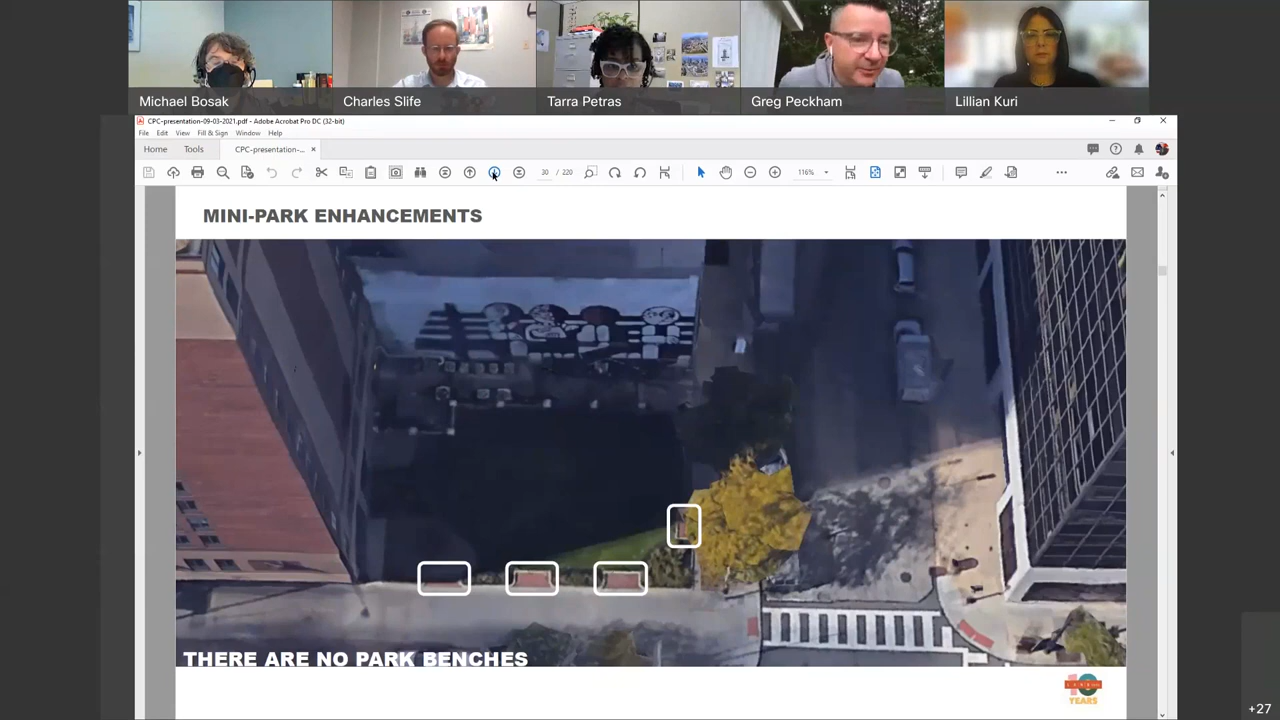 Michael Bosak
Charles Slife
Tarra Petras
Greg Peckham
Lillian Kuri
CPC-presentation-09-03-2021.pdf - Adobe Acrobat Pro DC (32-bit)
File Edit View Fill & Sign Window Help
Home Tools CPC-presentation-...
30 / 220 116%
MINI-PARK ENHANCEMENTS
THERE ARE NO PARK BENCHES
10
YEARS
+27